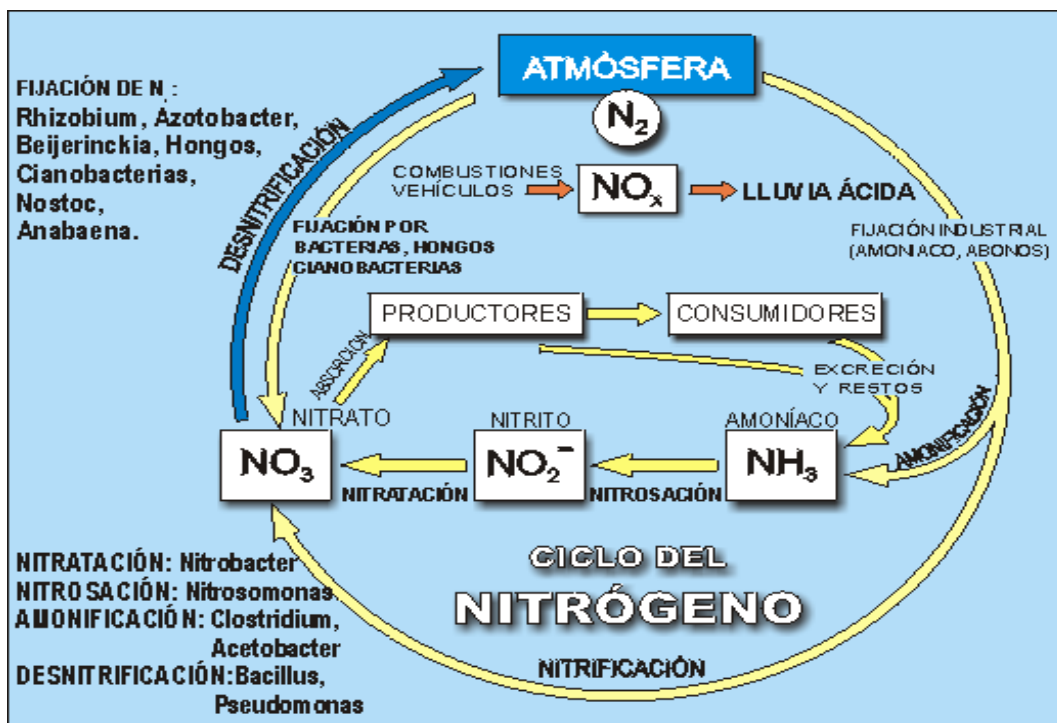 ATMÓSFERA
N₂
FIJACIÓN DE N :
Rhizobium, Azotobacter,
Beijerinckia, Hongos,
Cianobacterias,
Nostoc,
Anabaena.
DESNITRIFICACIÓN
COMBUSTIONES
VEHÍCULOS
NOₓ
LLUVIA ÁCIDA
FIJACIÓN POR
BACTERIAS, HONGOS
CIANOBACTERIAS
FIJACIÓN INDUSTRIAL
(AMONIACO, ABONOS)
PRODUCTORES
CONSUMIDORES
ABSORCIÓN
EXCRECIÓN
Y RESTOS
NITRATO
NO₃
NITRITO
NO₂⁻
AMONÍACO
NH₃
AMONIFICACIÓN
NITRATACIÓN
NITROSACIÓN
CICLO DEL
NITRÓGENO
NITRIFICACIÓN
NITRATACIÓN: Nitrobacter
NITROSACIÓN: Nitrosomonas.
AMONIFICACIÓN: Clostridium,
Acetobacter
DESNITRIFICACIÓN:Bacillus,
Pseudomonas